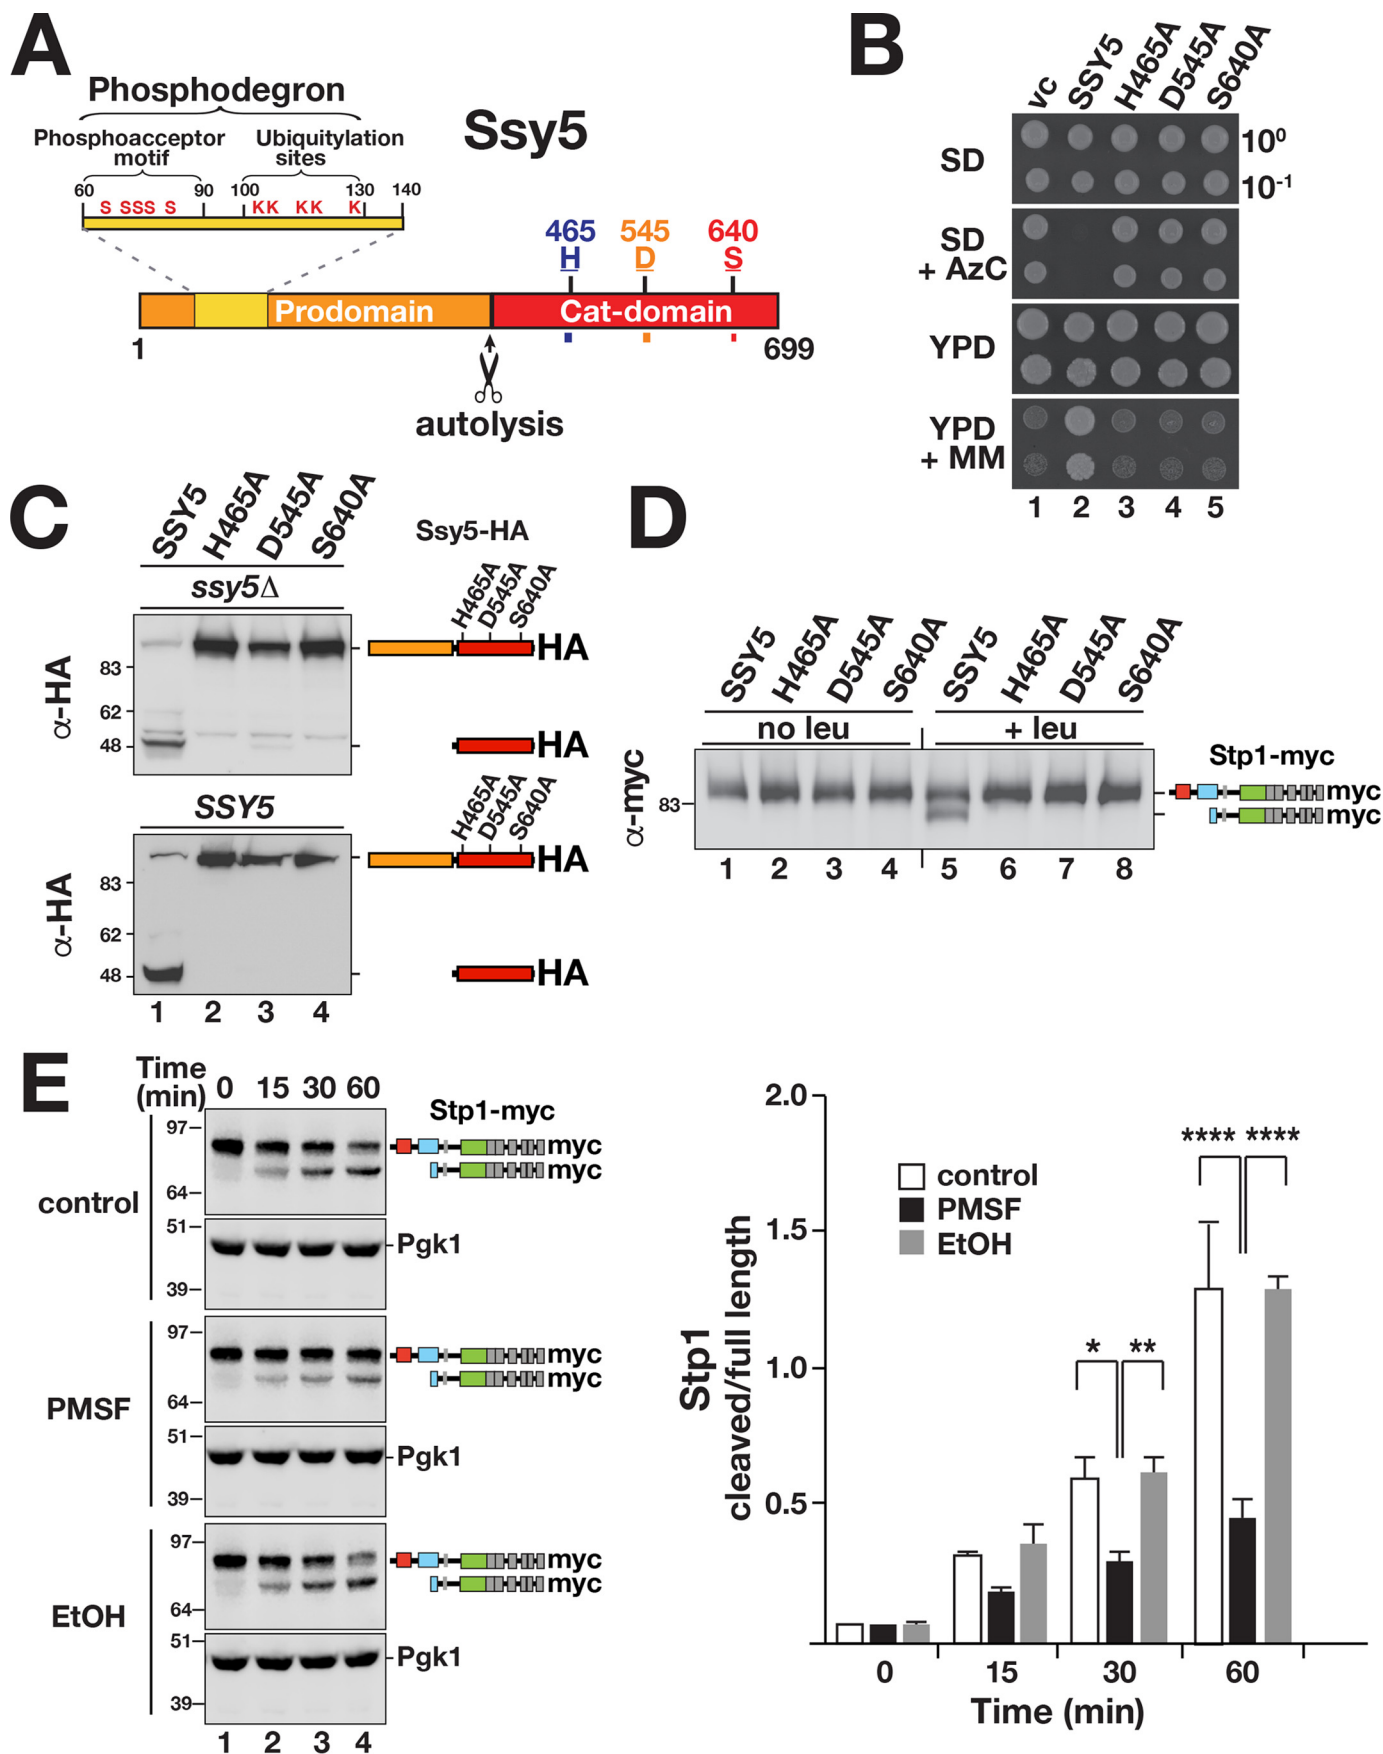 A
Phosphodegron
Phosphoacceptor
motif
Ubiquitylation
sites
60 90 100 130 140
S SSS S KK KK K
Ssy5
465 545 640
H D S
Prodomain Cat-domain
1 699
autolysis
B
vc SSY5 H465A D545A S640A
SD
10⁰
10⁻¹
SD
+ AzC
YPD
YPD
+ MM
1 2 3 4 5
C
SSY5 H465A D545A S640A
ssy5Δ
Ssy5-HA
H465A D545A S640A
HA
α-HA
83
62
48
HA
SSY5
H465A D545A S640A
HA
α-HA
83
62
48
HA
1 2 3 4
D
SSY5 H465A D545A S640A SSY5 H465A D545A S640A
no leu + leu
α-myc
83
Stp1-myc
myc
myc
1 2 3 4 5 6 7 8
E
Time
(min) 0 15 30 60
Stp1-myc
control
97
64
myc
myc
51
39
Pgk1
PMSF
97
64
myc
myc
51
39
Pgk1
EtOH
97
64
myc
myc
51
39
Pgk1
1 2 3 4
Stp1
cleaved/full length
2.0
1.5
1.0
0.5
control
PMSF
EtOH
* **
**** ****
0 15 30 60
Time (min)